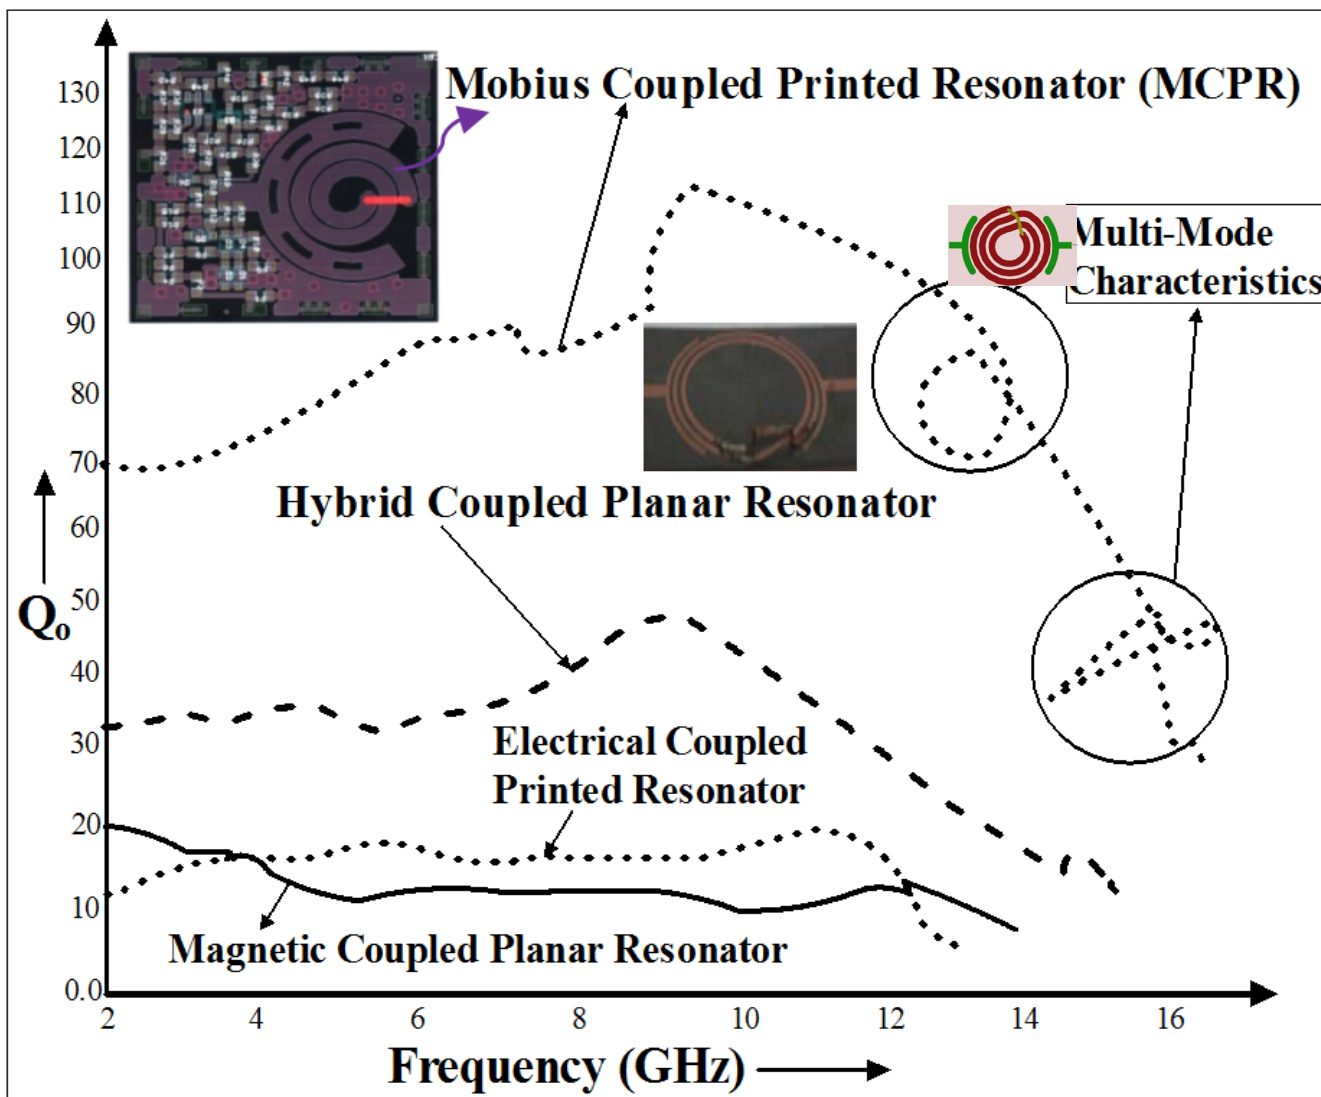 Mobius Coupled Printed Resonator (MCPR)
130
120
110
100
90
80
70
60
50
40
30
20
10
0.0
Q₀
Multi-Mode
Characteristics
Hybrid Coupled Planar Resonator
Electrical Coupled
Printed Resonator
Magnetic Coupled Planar Resonator
2 4 6 8 10 12 14 16
Frequency (GHz)